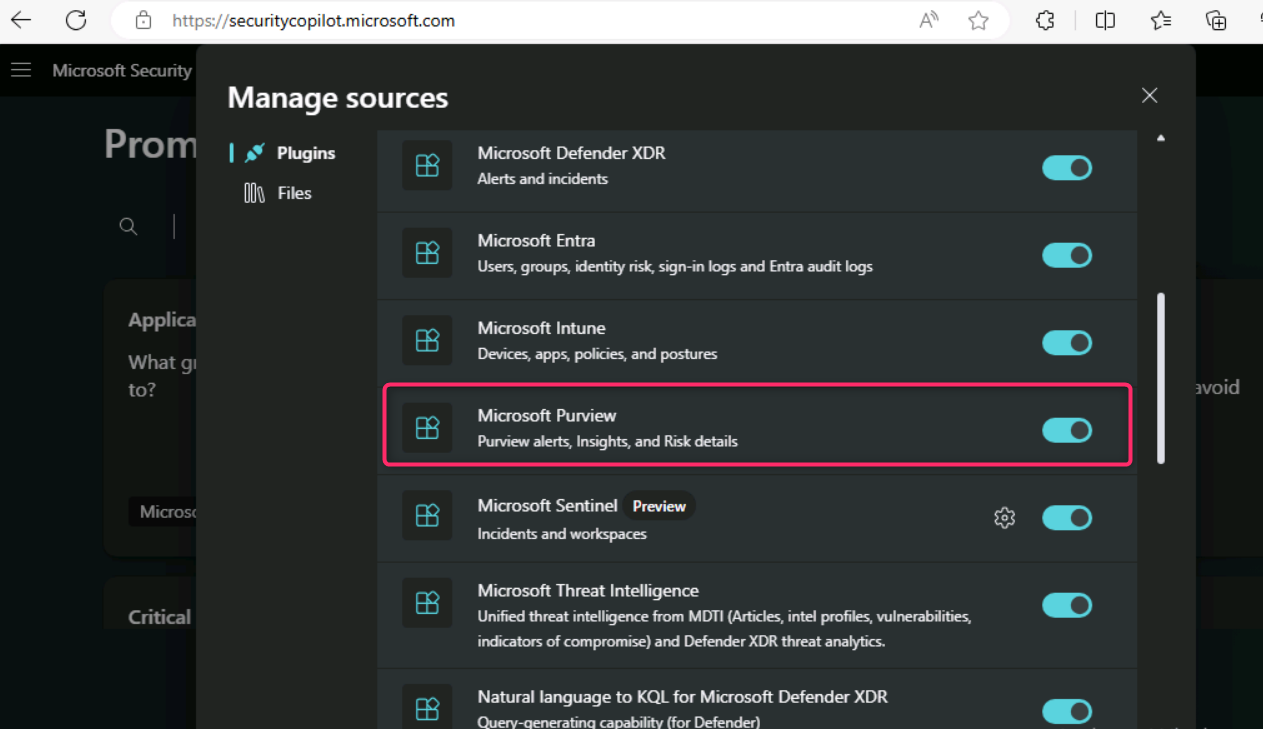 https://securitycopilot.microsoft.com
Microsoft Security
Manage sources
Prom
Plugins
Files
Microsoft Defender XDR
Alerts and incidents
Microsoft Entra
Users, groups, identity risk, sign-in logs and Entra audit logs
Applica
What gr
to?
Microsoft Intune
Devices, apps, policies, and postures
avoid
Microsoft Purview
Purview alerts, Insights, and Risk details
Microso
Microsoft Sentinel Preview
Incidents and workspaces
Critical
Microsoft Threat Intelligence
Unified threat intelligence from MDTI (Articles, intel profiles, vulnerabilities,
indicators of compromise) and Defender XDR threat analytics.
Natural language to KQL for Microsoft Defender XDR
Query-generating capability (for Defender)